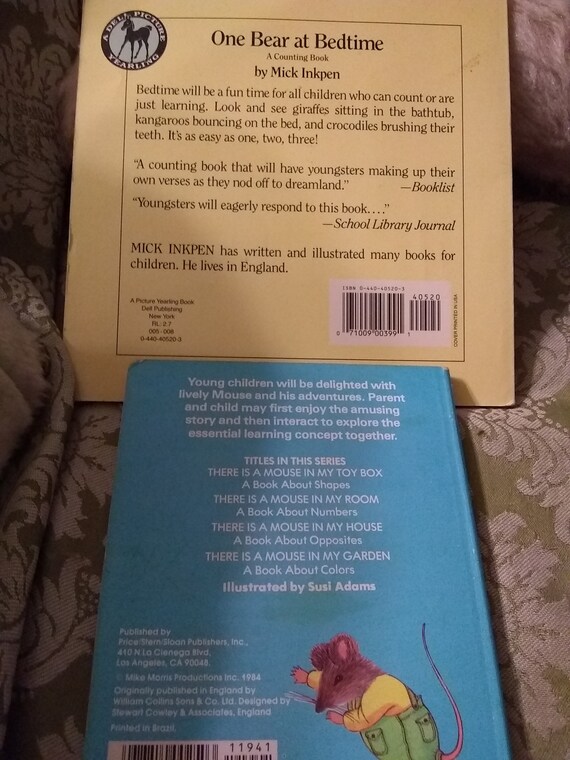 A DELL PICTURE YEARLING
One Bear at Bedtime
A Counting Book
by Mick Inkpen
Bedtime will be a fun time for all children who can count or are
just learning. Look and see giraffes sitting in the bathtub,
kangaroos bouncing on the bed, and crocodiles brushing their
teeth. It's as easy as one, two, three!
"A counting book that will have youngsters making up their
own verses as they nod off to dreamland."
—Booklist
"Youngsters will eagerly respond to this book...."
—School Library Journal
MICK INKPEN has written and illustrated many books for
children. He lives in England.
A Picture Yearling Book
Dell Publishing
New York
RL: 2.7
005 - 008
0-440-40520-3
ISBN 0-440-40520-3
40520
0 71009 00399 1
COVER PRINTED IN USA
Young children will be delighted with
lively Mouse and his adventures. Parent
and child may first enjoy the amusing
story and then interact to explore the
essential learning concept together.
TITLES IN THIS SERIES
THERE IS A MOUSE IN MY TOY BOX
A Book About Shapes
THERE IS A MOUSE IN MY ROOM
A Book About Numbers
THERE IS A MOUSE IN MY HOUSE
A Book About Opposites
THERE IS A MOUSE IN MY GARDEN
A Book About Colors
Illustrated by Susi Adams
Published by
Price/Stern/Sloan Publishers, Inc.,
410 N La Cienega Blvd.
Los Angeles, CA 90048.
© Mike Morris Productions Inc. 1984
Originally published in England by
William Collins Sons & Co. Ltd. Designed by
Stewart Cowley & Associates, England
Printed in Brazil.
11941